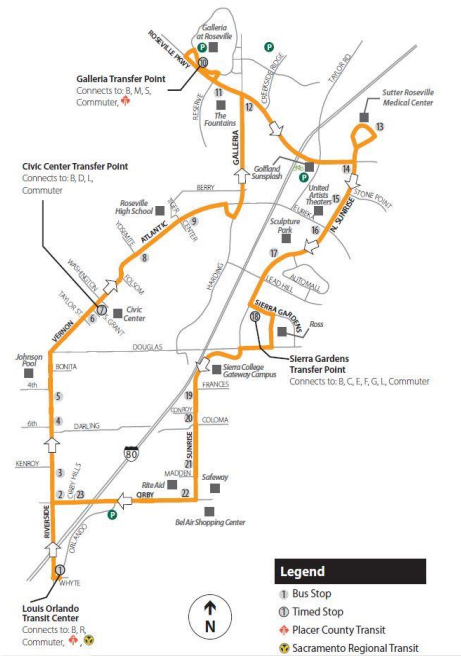 Galleria
at Roseville
ROSEVILLE PKWY
P
P
10
Galleria Transfer Point
Connects to: B, M, S,
Commuter,
RESERVE
11
The
Fountains
CREEKSIDE RIDGE
12
TAYLOR RD
Sutter Roseville
Medical Center
13
GALLERIA
Golfland
Sunsplash
P
14
Civic Center Transfer Point
Connects to: B, D, L,
Commuter
BERRY
Roseville
High School
TIGER
CENTER
9
ATLANTIC
YOSEMITE
8
United
Artists
Theaters
15
STONE POINT
EUREKA
N. SUNRISE
16
Sculpture
Park
17
HARDING
LEAD HILL
AUTOMALL
WASHINGTON
FOLSOM
TAYLOR ST.
7
6
S. GRANT
Civic
Center
VERNON
SIERRA GARDENS
18
Ross
Johnson
Pool
DOUGLAS
BONITA
Sierra Gardens
Transfer Point
Connects to: B, C, E, F, G, L, Commuter
Sierra College
Gateway Campus
4th
5
FRANCES
19
CONROY
20
COLOMA
6th
4
DARLING
80
SUNRISE
KENROY
3
CIRBY HILLS
21
MADDEN
Rite Aid
Safeway
2
23
CIRBY
22
P
Bel Air Shopping Center
RIVERSIDE
ORLANDO
1
WHYTE
Louis Orlando
Transit Center
Connects to: B, R,
Commuter, ,
N
Legend
1 Bus Stop
1 Timed Stop
Placer County Transit
Sacramento Regional Transit